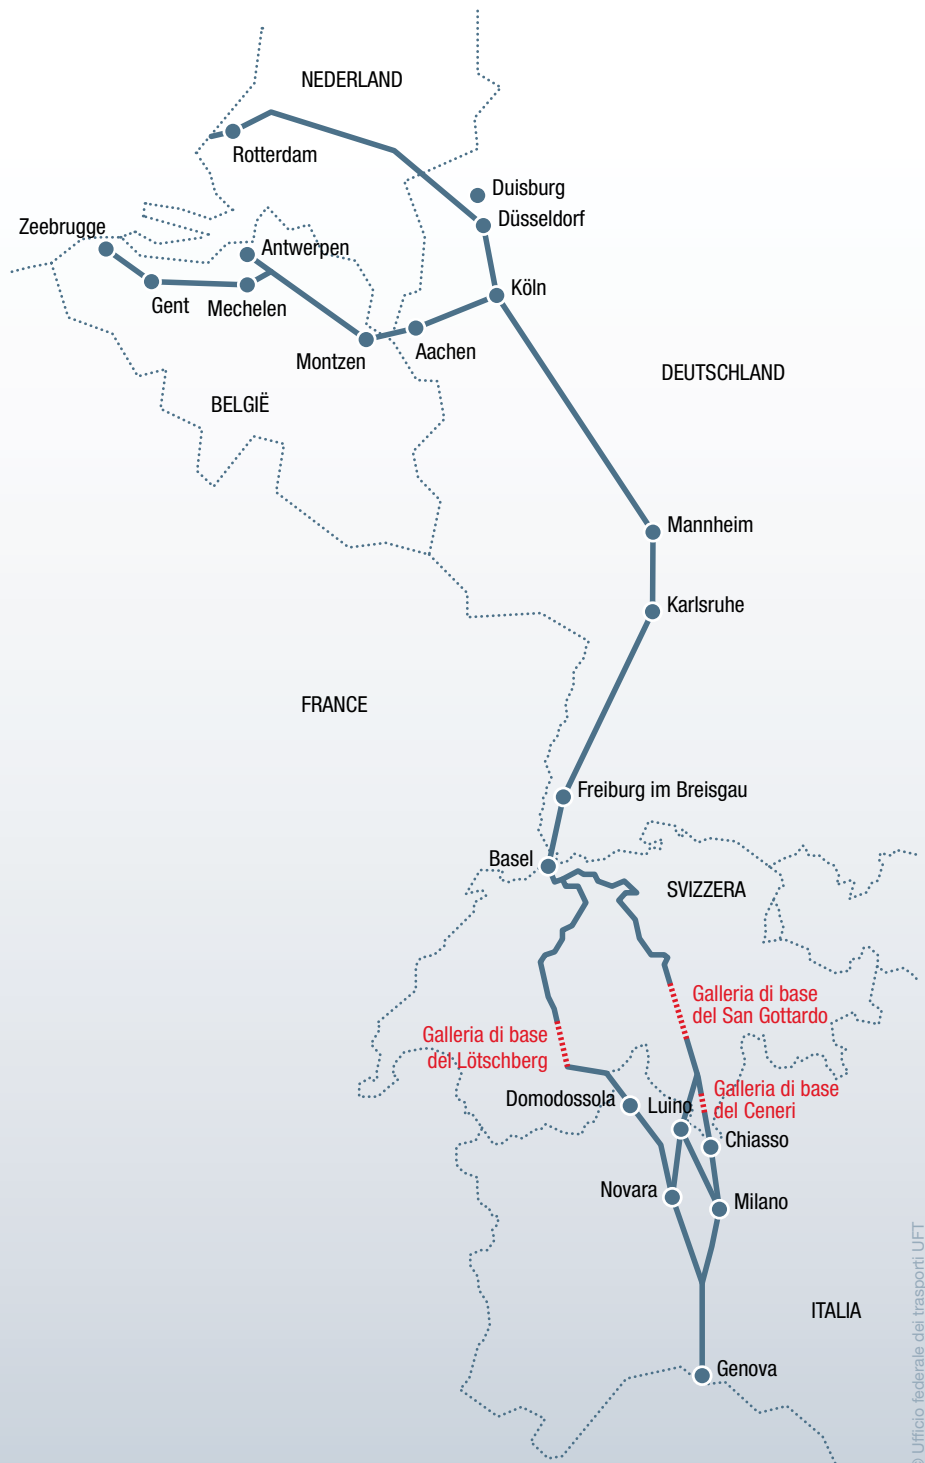 NEDERLAND
Rotterdam
Duisburg
Düsseldorf
Zeebrugge
Antwerpen
Gent
Mechelen
Köln
Montzen
Aachen
DEUTSCHLAND
BELGIË
Mannheim
Karlsruhe
FRANCE
Freiburg im Breisgau
Basel
SVIZZERA
Galleria di base
del San Gottardo
Galleria di base
del Lötschberg
Domodossola
Luino
Galleria di base
del Ceneri
Chiasso
Novara
Milano
ITALIA
Genova
© Ufficio federale dei trasporti UFT